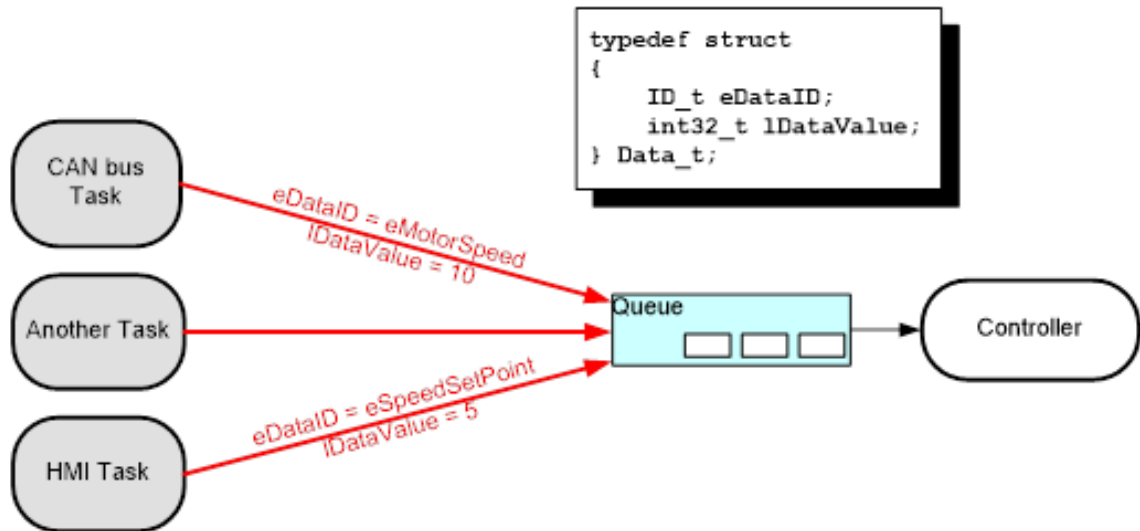 typedef struct
{
    ID_t eDataID;
    int32_t lDataValue;
} Data_t;
CAN bus
Task
eDataID = eMotorSpeed
lDataValue = 10
Another Task
Queue
Controller
eDataID = eSpeedSetPoint
lDataValue = 5
HMI Task